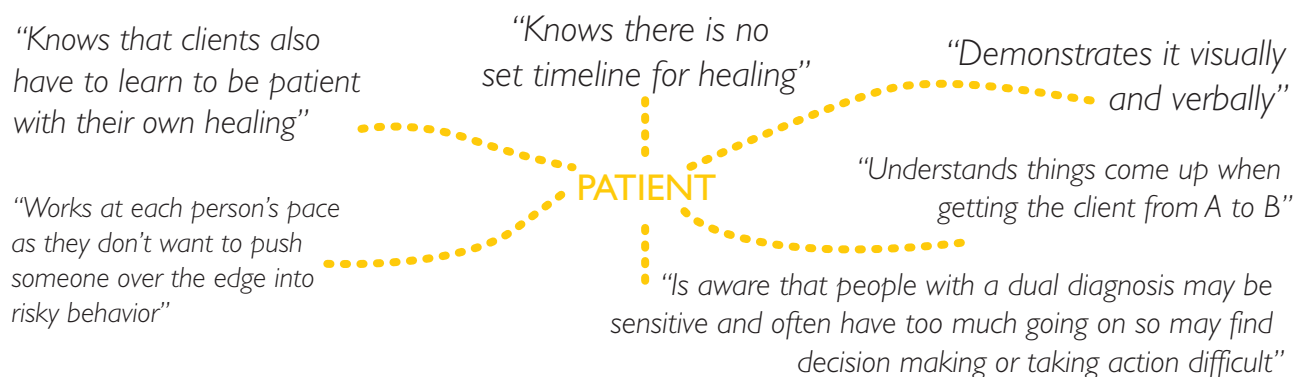 “Knows that clients also
have to learn to be patient
with their own healing”
“Knows there is no
set timeline for healing”
“Demonstrates it visually
and verbally”
PATIENT
“Works at each person’s pace
as they don’t want to push
someone over the edge into
risky behavior”
“Understands things come up when
getting the client from A to B”
“Is aware that people with a dual diagnosis may be
sensitive and often have too much going on so may find
decision making or taking action difficult”